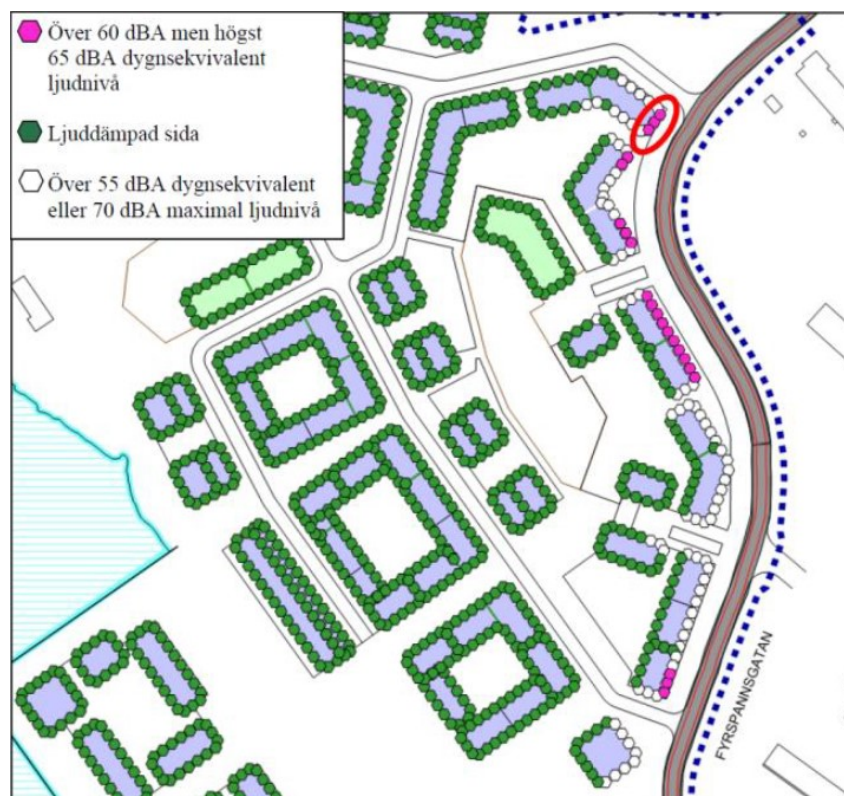 Över 60 dBA men högst
65 dBA dygnsekvivalent
ljudnivå
Ljuddämpad sida
Över 55 dBA dygnsekvivalent
eller 70 dBA maximal ljudnivå
FYRSPANNSGATAN